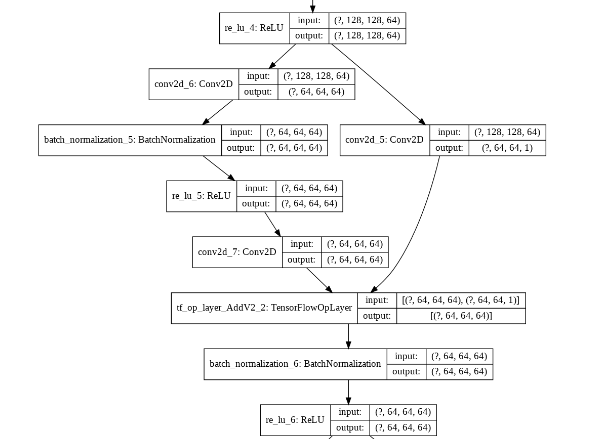 re_lu_4: ReLU input: (?, 128, 128, 64)
output: (?, 128, 128, 64)
conv2d_6: Conv2D input: (?, 128, 128, 64)
output: (?, 64, 64, 64)
batch_normalization_5: BatchNormalization input: (?, 64, 64, 64)
output: (?, 64, 64, 64)
conv2d_5: Conv2D input: (?, 128, 128, 64)
output: (?, 64, 64, 1)
re_lu_5: ReLU input: (?, 64, 64, 64)
output: (?, 64, 64, 64)
conv2d_7: Conv2D input: (?, 64, 64, 64)
output: (?, 64, 64, 64)
tf_op_layer_AddV2_2: TensorFlowOpLayer input: [(?, 64, 64, 64), (?, 64, 64, 1)]
output: [(?, 64, 64, 64)]
batch_normalization_6: BatchNormalization input: (?, 64, 64, 64)
output: (?, 64, 64, 64)
re_lu_6: ReLU input: (?, 64, 64, 64)
output: (?, 64, 64, 64)